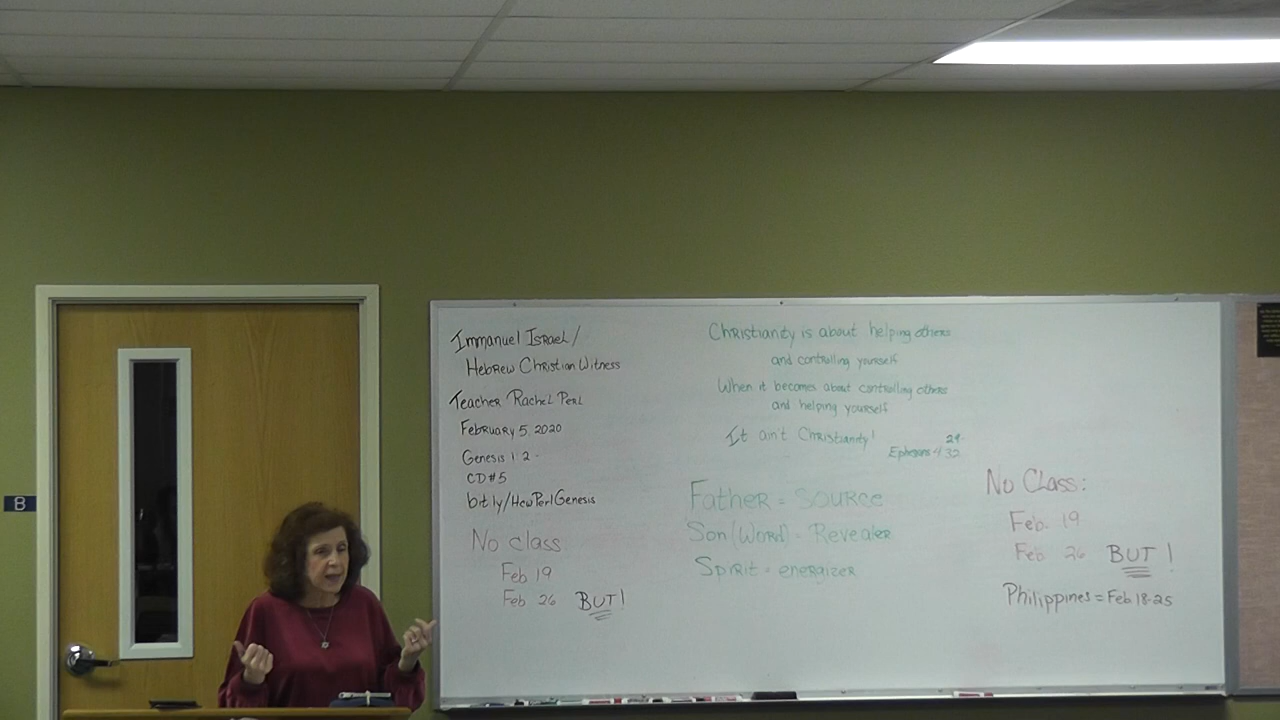 Immanuel Israel/
Hebrew Christian Witness
Teacher Rachel Perl
February 5, 2020
Genesis 1:2-
CD#5
bit.ly/HcwPerlGenesis
No class
Feb 19
Feb 26 BUT!
Christianity is about helping others
and controlling yourself
When it becomes about controlling others
and helping yourself
It ain't Christianity!
Ephesians 4 29, 32
Father = Source
Son (Word) = Revealer
Spirit = energizer
No Class:
Feb. 19
Feb 26 BUT!
Philippines = Feb 18-25
B